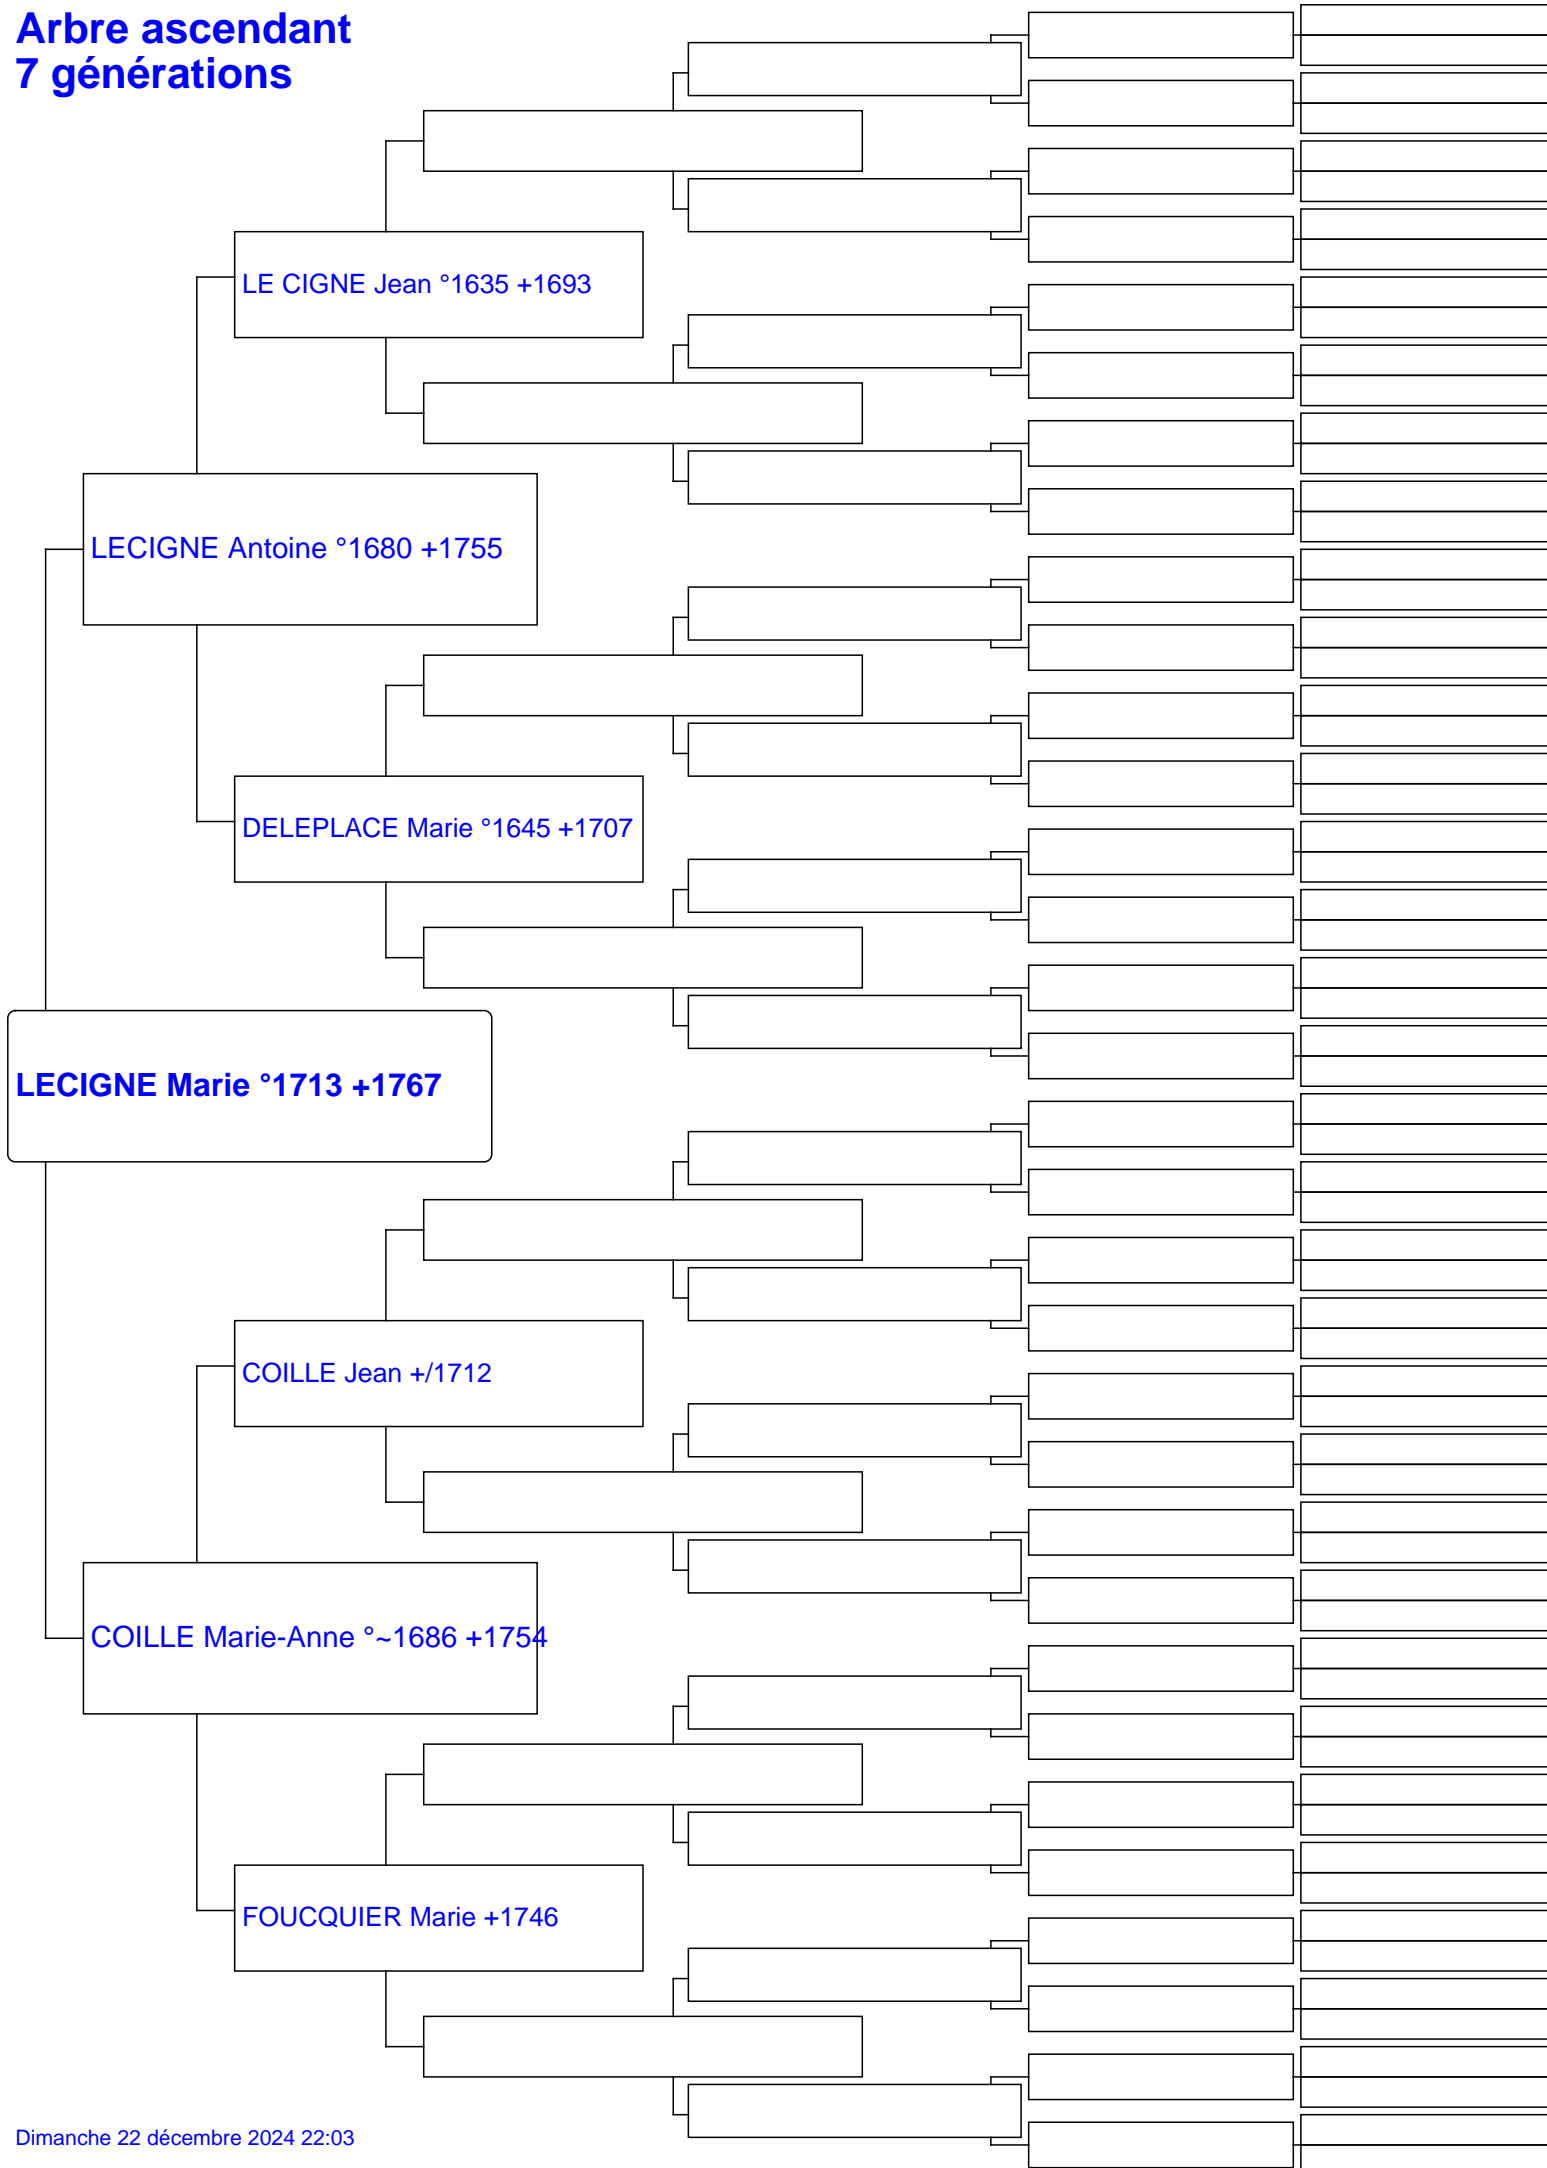 Arbre ascendant
7 générations
LE CIGNE Jean °1635 +1693
LECIGNE Antoine °1680 +1755
DELEPLACE Marie °1645 +1707
LECIGNE Marie °1713 +1767
COILLE Jean +/1712
COILLE Marie-Anne °~1686 +1754
FOUCQUIER Marie +1746
Dimanche 22 décembre 2024 22:03